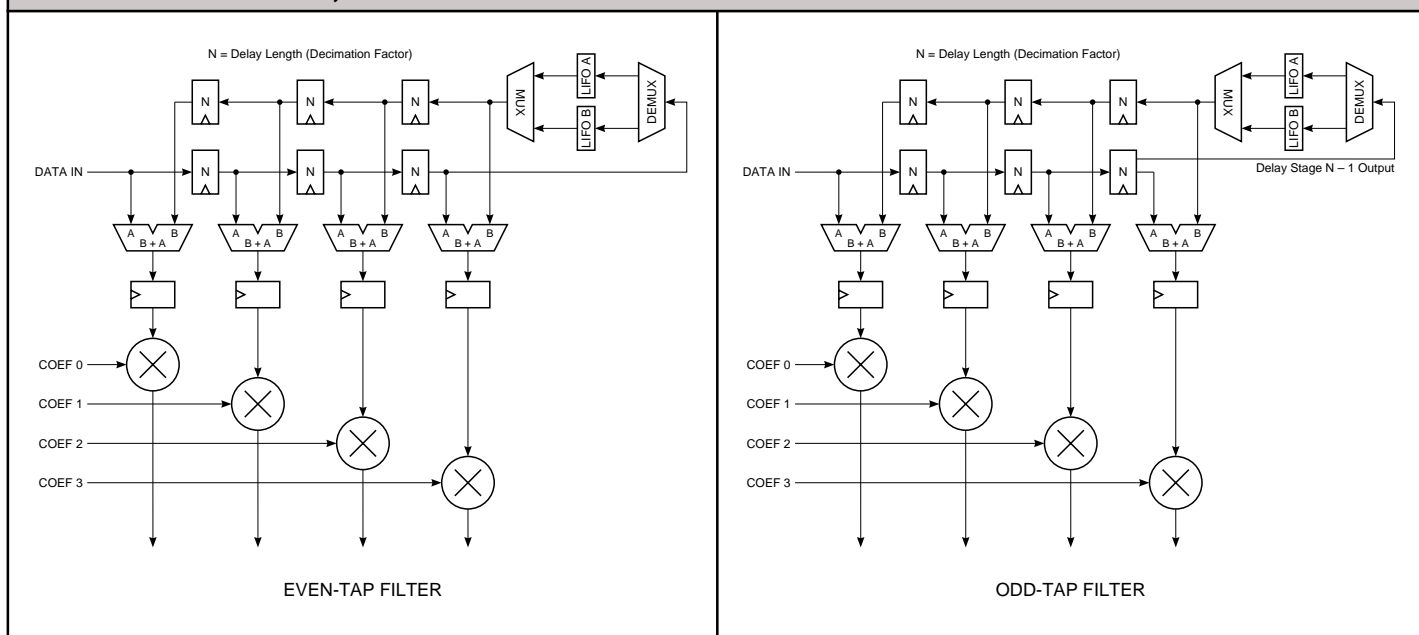 N = Delay Length (Decimation Factor)
N N N
MUX
LIFO A
LIFO B
DEMUX
DATA IN
N N N
A B A B A B A B
B + A B + A B + A B + A
COEF 0
COEF 1
COEF 2
COEF 3
EVEN-TAP FILTER
N = Delay Length (Decimation Factor)
N N N
MUX
LIFO A
LIFO B
DEMUX
DATA IN
N N N
Delay Stage N – 1 Output
A B A B A B A B
B + A B + A B + A B + A
COEF 0
COEF 1
COEF 2
COEF 3
ODD-TAP FILTER